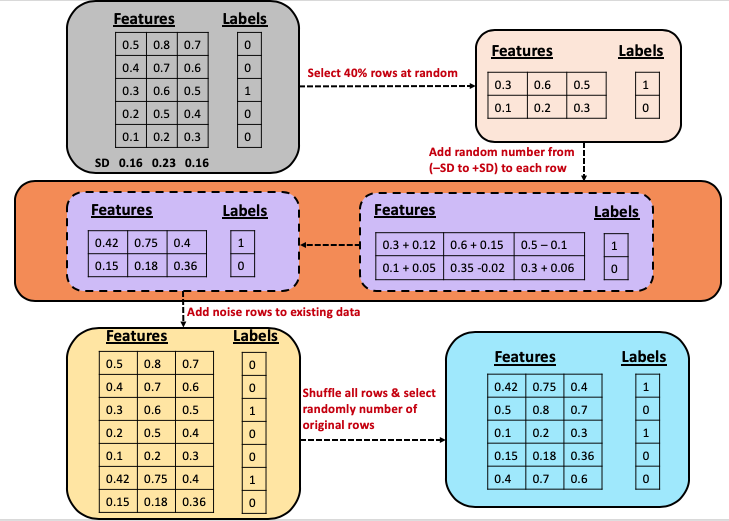 Features Labels
0.5 0.8 0.7 0
0.4 0.7 0.6 0
0.3 0.6 0.5 1
0.2 0.5 0.4 0
0.1 0.2 0.3 0
SD 0.16 0.23 0.16
Select 40% rows at random
Features Labels
0.3 0.6 0.5 1
0.1 0.2 0.3 0
Add random number from
(–SD to +SD) to each row
Features Labels
0.3 + 0.12 0.6 + 0.15 0.5 – 0.1 1
0.1 + 0.05 0.35 -0.02 0.3 + 0.06 0
Features Labels
0.42 0.75 0.4 1
0.15 0.18 0.36 0
Add noise rows to existing data
Features Labels
0.5 0.8 0.7 0
0.4 0.7 0.6 0
0.3 0.6 0.5 1
0.2 0.5 0.4 0
0.1 0.2 0.3 0
0.42 0.75 0.4 1
0.15 0.18 0.36 0
Shuffle all rows & select
randomly number of
original rows
Features Labels
0.42 0.75 0.4 1
0.5 0.8 0.7 0
0.1 0.2 0.3 1
0.15 0.18 0.36 0
0.4 0.7 0.6 0